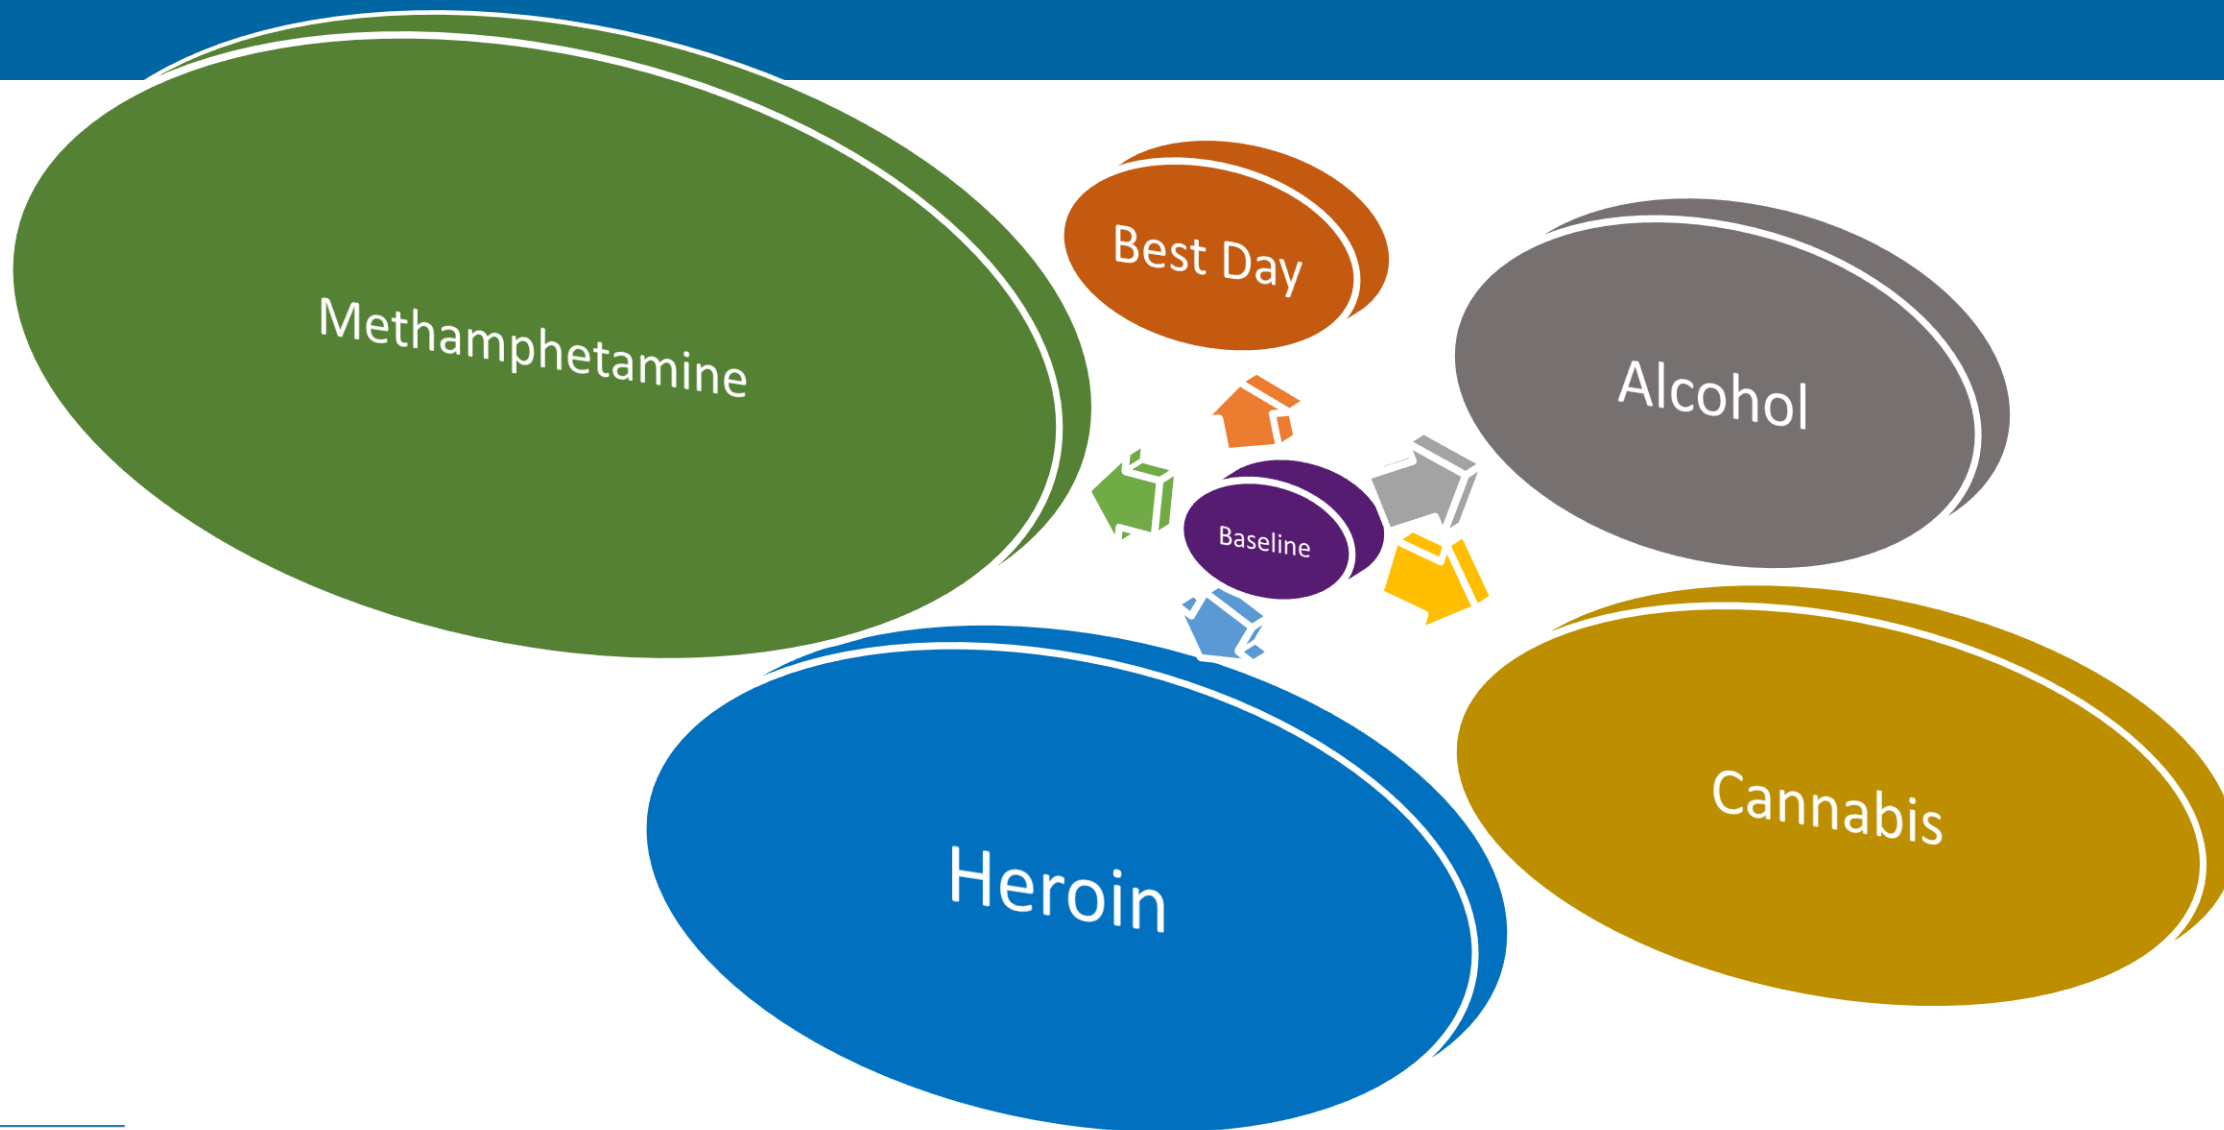 Methamphetamine
Best Day
Alcohol
Baseline
Cannabis
Heroin